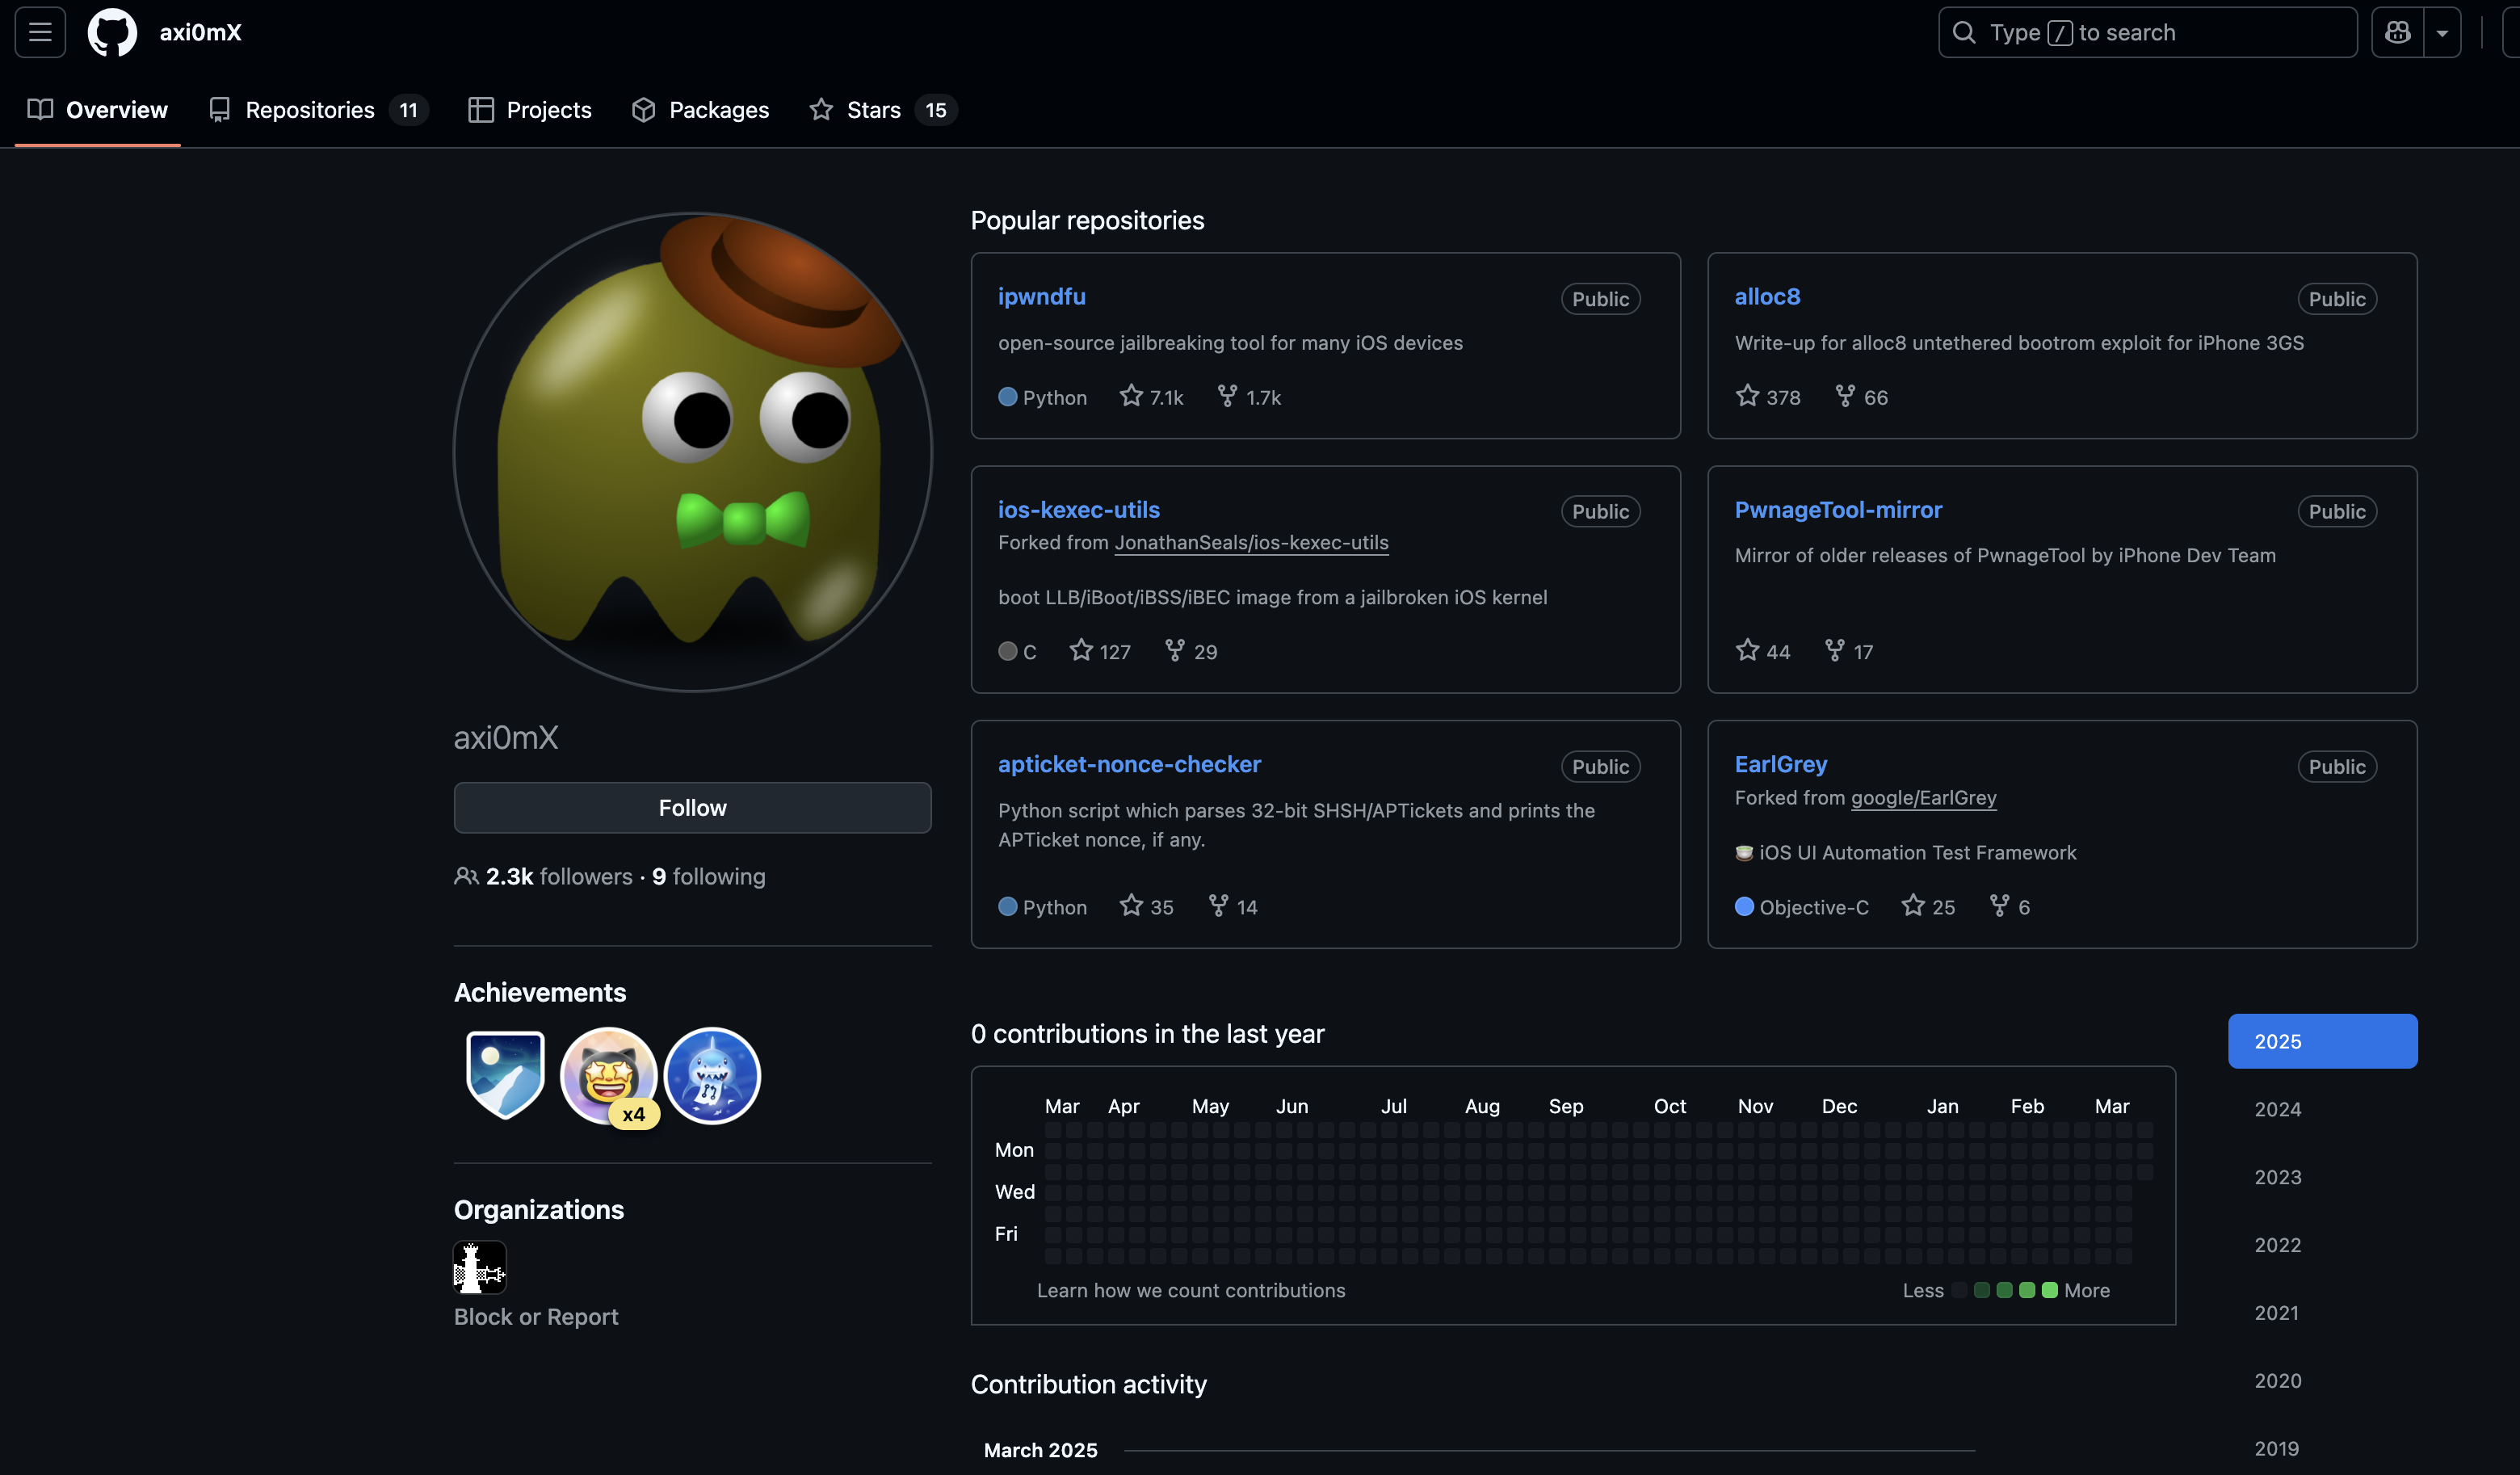 axi0mX
Type / to search
Overview
Repositories 11
Projects
Packages
Stars 15
axi0mX
Follow
2.3k followers · 9 following
Achievements
x4
Organizations
Block or Report
Popular repositories
ipwndfu
Public
open-source jailbreaking tool for many iOS devices
Python 7.1k 1.7k
alloc8
Public
Write-up for alloc8 untethered bootrom exploit for iPhone 3GS
378 66
ios-kexec-utils
Public
Forked from JonathanSeals/ios-kexec-utils
boot LLB/iBoot/iBSS/iBEC image from a jailbroken iOS kernel
C 127 29
PwnageTool-mirror
Public
Mirror of older releases of PwnageTool by iPhone Dev Team
44 17
apticket-nonce-checker
Public
Python script which parses 32-bit SHSH/APTickets and prints the
APTicket nonce, if any.
Python 35 14
EarlGrey
Public
Forked from google/EarlGrey
🍵 iOS UI Automation Test Framework
Objective-C 25 6
0 contributions in the last year
Mar Apr May Jun Jul Aug Sep Oct Nov Dec Jan Feb Mar
Mon
Wed
Fri
Learn how we count contributions
Less More
Contribution activity
March 2025
2025
2024
2023
2022
2021
2020
2019